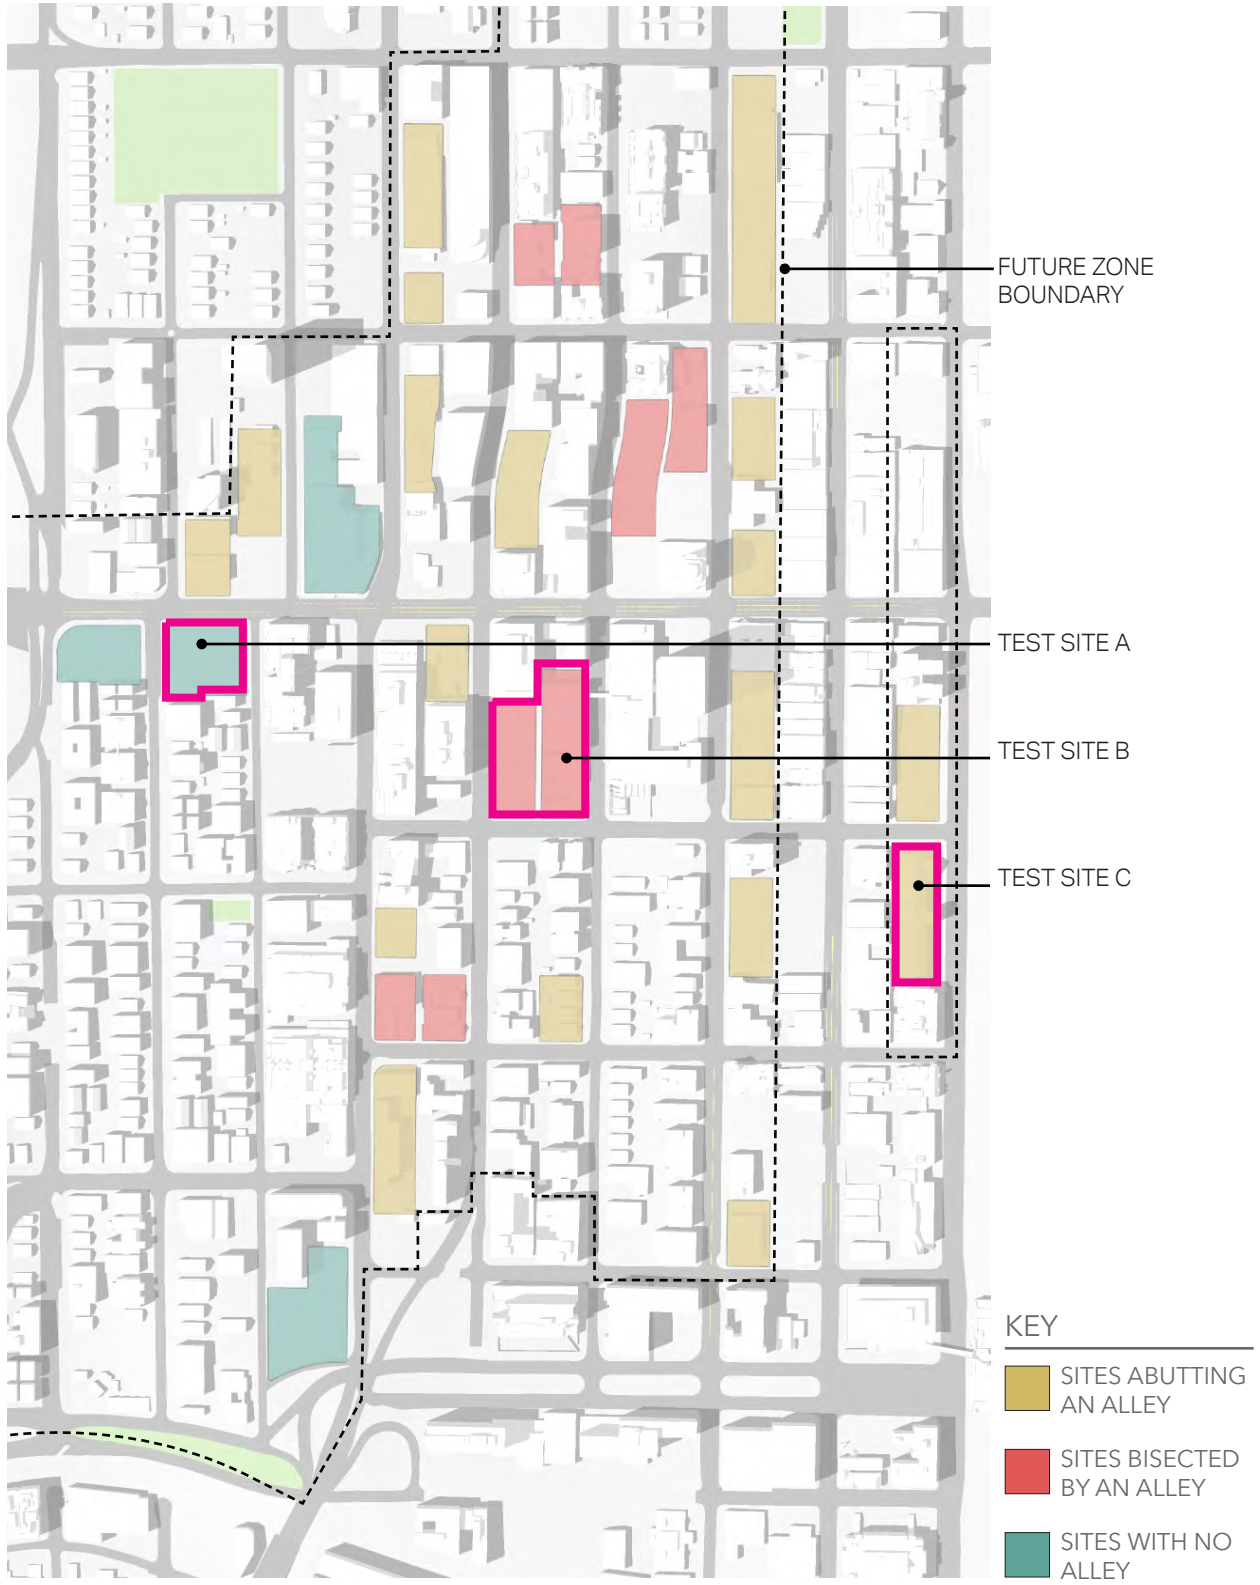 FUTURE ZONE
BOUNDARY
TEST SITE A
TEST SITE B
TEST SITE C
KEY
SITES ABUTTING
AN ALLEY
SITES BISECTED
BY AN ALLEY
SITES WITH NO
ALLEY